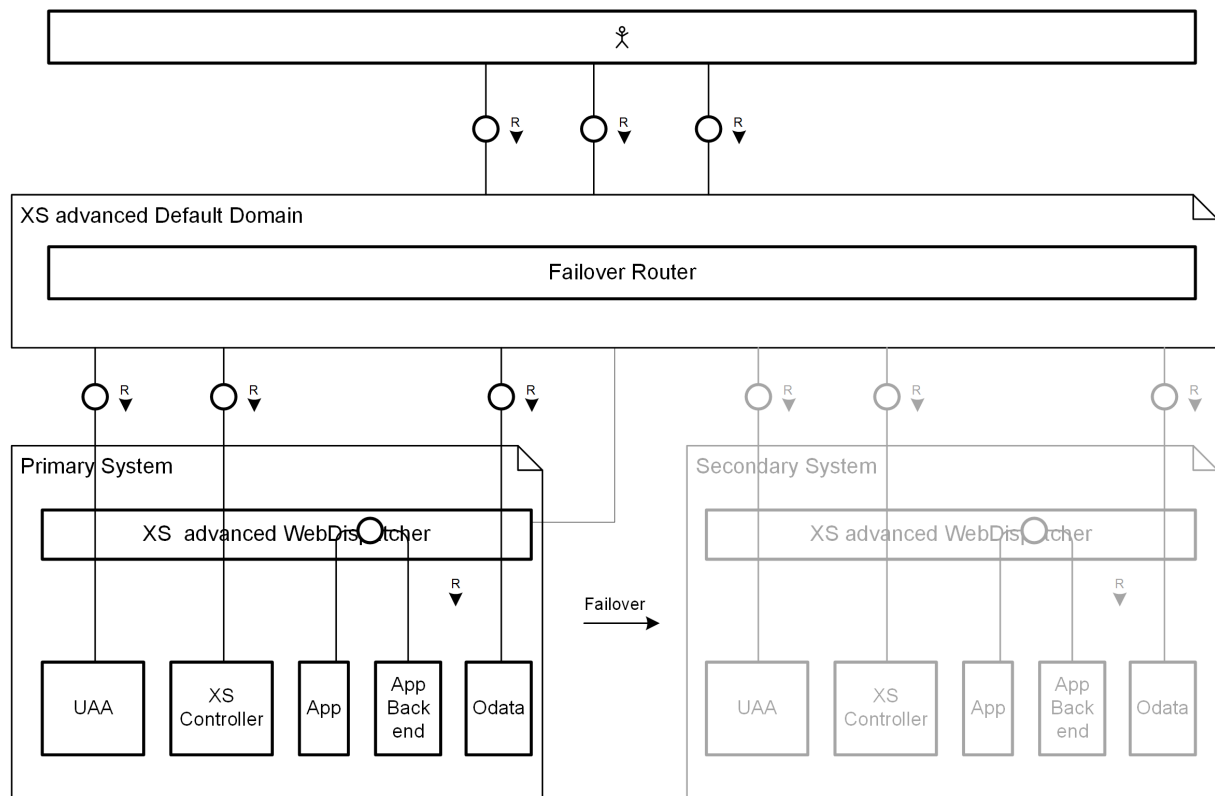 R R R
XS advanced Default Domain
Failover Router
R R R R R R
Primary System
Secondary System
XS advanced WebDispatcher
XS advanced WebDispatcher
R
R
Failover
UAA
XS
Controller
App
App
Back
end
Odata
UAA
XS
Controller
App
App
Back
end
Odata